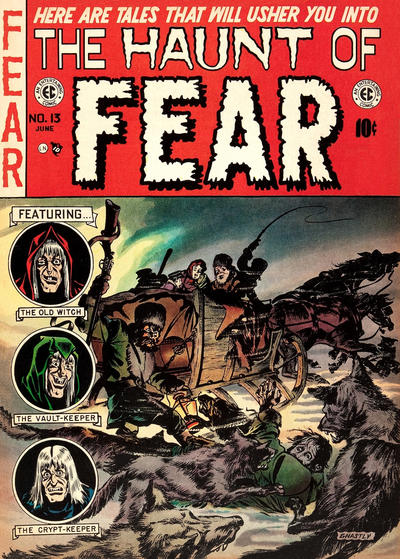 FEAR
HERE ARE TALES THAT WILL USHER YOU INTO
THE HAUNT OF
FEAR
AN ENTERTAINING
EC
COMIC
NO. 13
JUNE
AN ENTERTAINING
EC
COMIC
10¢
FEATURING...
THE OLD WITCH
THE VAULT-KEEPER
THE CRYPT-KEEPER
GHASTLY